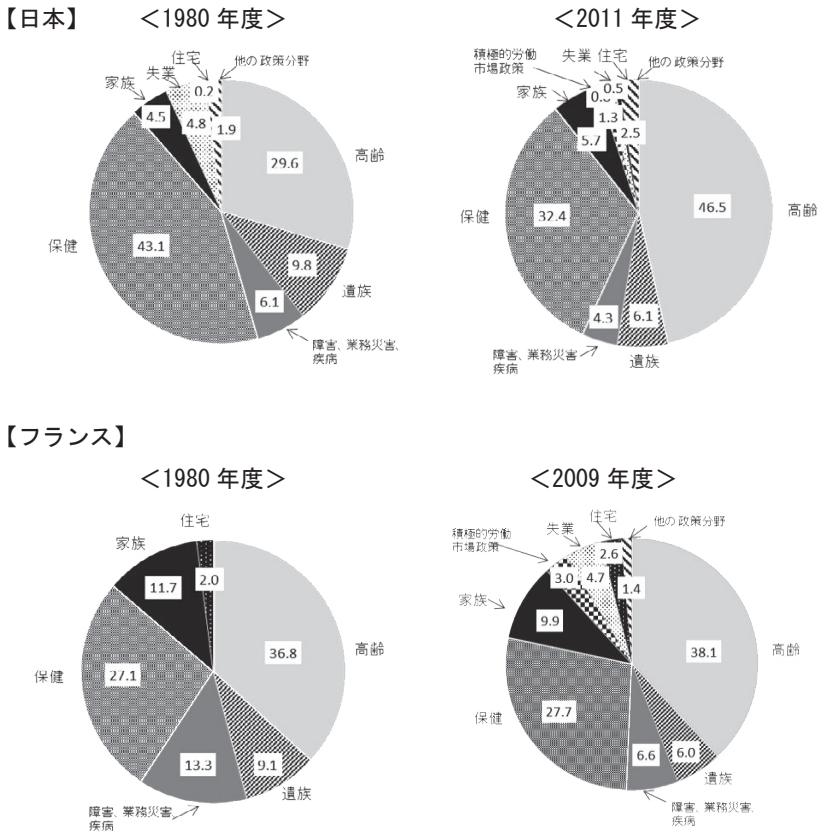 【日本】
＜1980 年度＞
＜2011 年度＞
住宅
他の政策分野
失業
家族
0.2
4.5
4.8
1.9
29.6
高齢
保健
43.1
9.8
遺族
6.1
障害、業務災害、
疾病
積極的労働
市場政策
失業
住宅
他の政策分野
家族
0.5
1.3
2.5
5.7
保健
32.4
46.5
高齢
4.3
6.1
障害、業務災害
疾病
遺族
【フランス】
＜1980 年度＞
＜2009 年度＞
住宅
家族
2.0
11.7
36.8
高齢
保健
27.1
13.3
9.1
遺族
障害、業務災害、
疾病
住宅
他の政策分野
失業
積極的労働
市場政策
2.6
3.0
4.7
1.4
家族
9.9
38.1
高齢
保健
27.7
6.6
6.0
遺族
障害、業務災害、
疾病